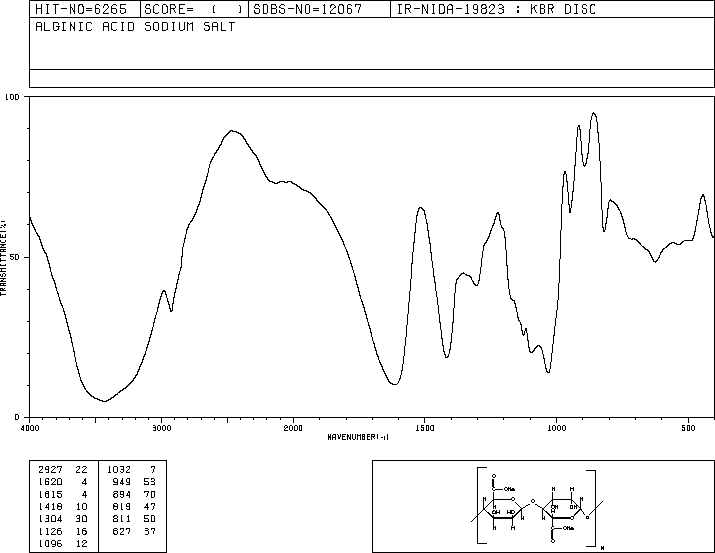 HIT-NO=6265 SCORE= ( ) SDBS-NO=12067 IR-NIDA-19823 : KBR DISC
ALGINIC ACID SODIUM SALT
100
TRANSMITTANCE(%)
50
0
4000 3000 2000 1500 1000 500
WAVENUMBER(-1)
2927 22 1032 7
1620 4 949 53
1615 4 894 70
1418 10 819 47
1304 30 811 50
1126 16 627 37
1096 12
O
C ONa H H
H O H H OH OH
OH HO O H O
H H C ONa
O
n